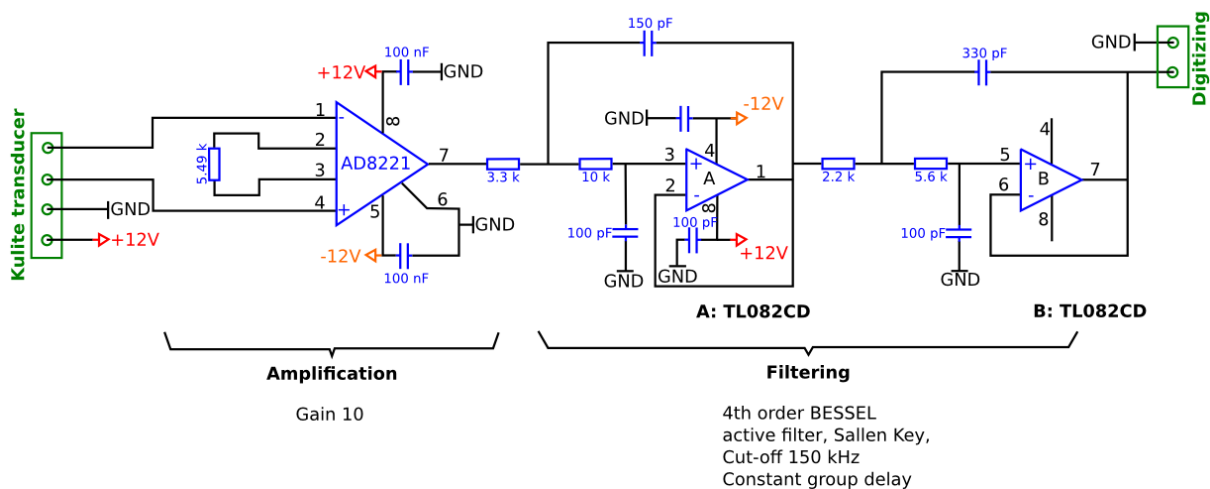 150 pF
100 nF
+12V
GND
330 pF
GND
Digitizing
Kulite transducer
1
-
8
2
5.49 k
3
AD8221
7
4
+
5
6
GND
GND
+12V
-12V
100 nF
3.3 k
10 k
GND
-12V
4
3
+
A
1
2
-
8
100 pF
100 pF
+12V
GND
GND
2.2 k
5.6 k
4
5
+
B
7
6
-
8
100 pF
GND
A: TL082CD
B: TL082CD
Amplification
Gain 10
Filtering
4th order BESSEL
active filter, Sallen Key,
Cut-off 150 kHz
Constant group delay